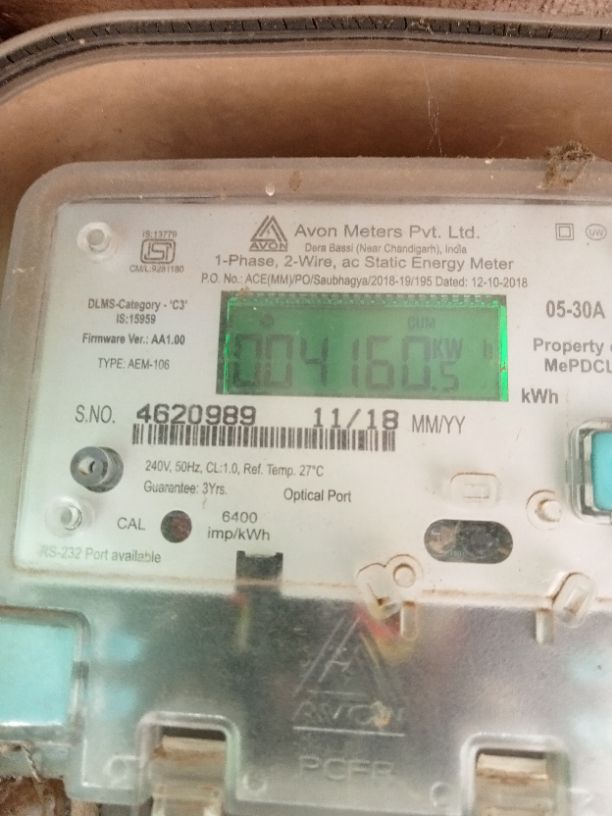 IS:13779
ISI
CM/L:9281180
AVON
Avon Meters Pvt. Ltd.
Dera Bassi (Near Chandigarh), India
1-Phase, 2-Wire, ac Static Energy Meter
P.O. No.: ACE(MM)/PO/Saubhagya/2018-19/195 Dated: 12-10-2018
UW
DLMS-Category - 'C3'
IS:15959
Firmware Ver.: AA1.00
TYPE: AEM-106
CUM
004160.5 KW h
05-30A
Property
MePDCL
kWh
S.NO. 4620989 11/18 MM/YY
240V, 50Hz, CL:1.0, Ref. Temp. 27°C
Guarantee: 3Yrs.
Optical Port
CAL
6400
imp/kWh
RS-232 Port available
AVON